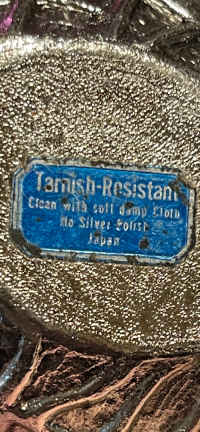 Tarnish-Resistant
Clean with soft damp Cloth
No Silver Polish
Japan